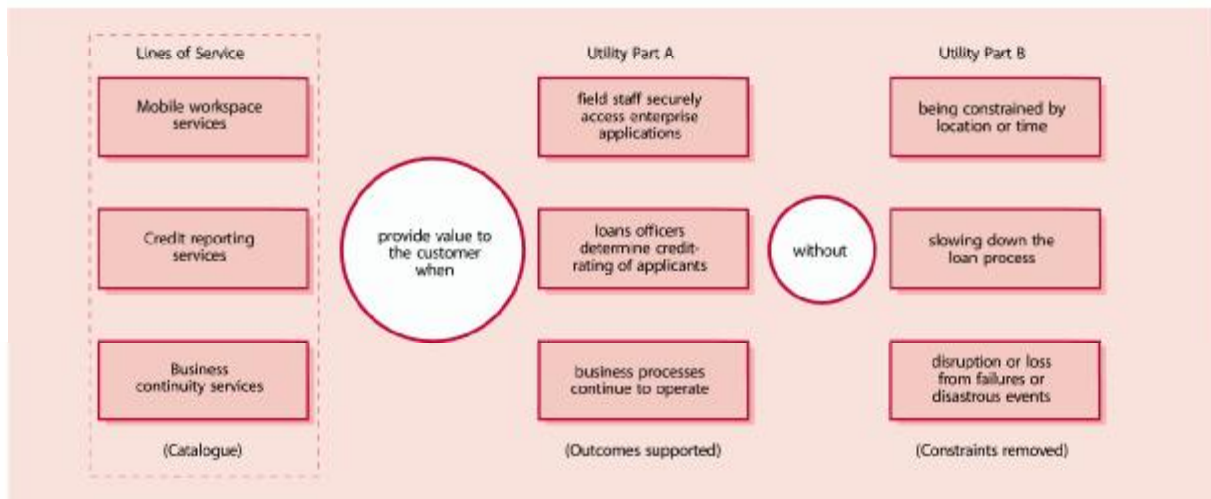 Lines of Service
Mobile workspace
services
Credit reporting
services
Business
continuity services
(Catalogue)
provide value to
the customer
when
Utility Part A
field staff securely
access enterprise
applications
loans officers
determine credit-
rating of applicants
business processes
continue to operate
(Outcomes supported)
without
Utility Part B
being constrained by
location or time
slowing down the
loan process
disruption or loss
from failures or
disastrous events
(Constraints removed)